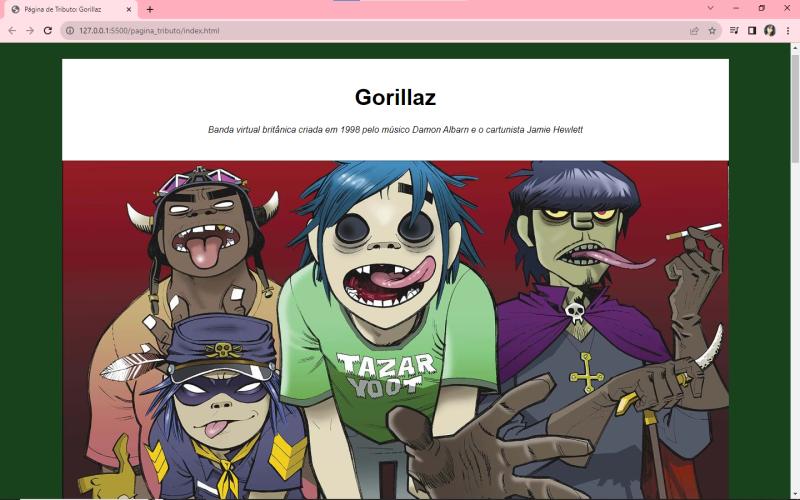 Página de Tributo: Gorillaz
127.0.0.1:5500/pagina_tributo/index.html
Gorillaz
Banda virtual britânica criada em 1998 pelo músico Damon Albarn e o cartunista Jamie Hewlett
TAZAR
YOOT